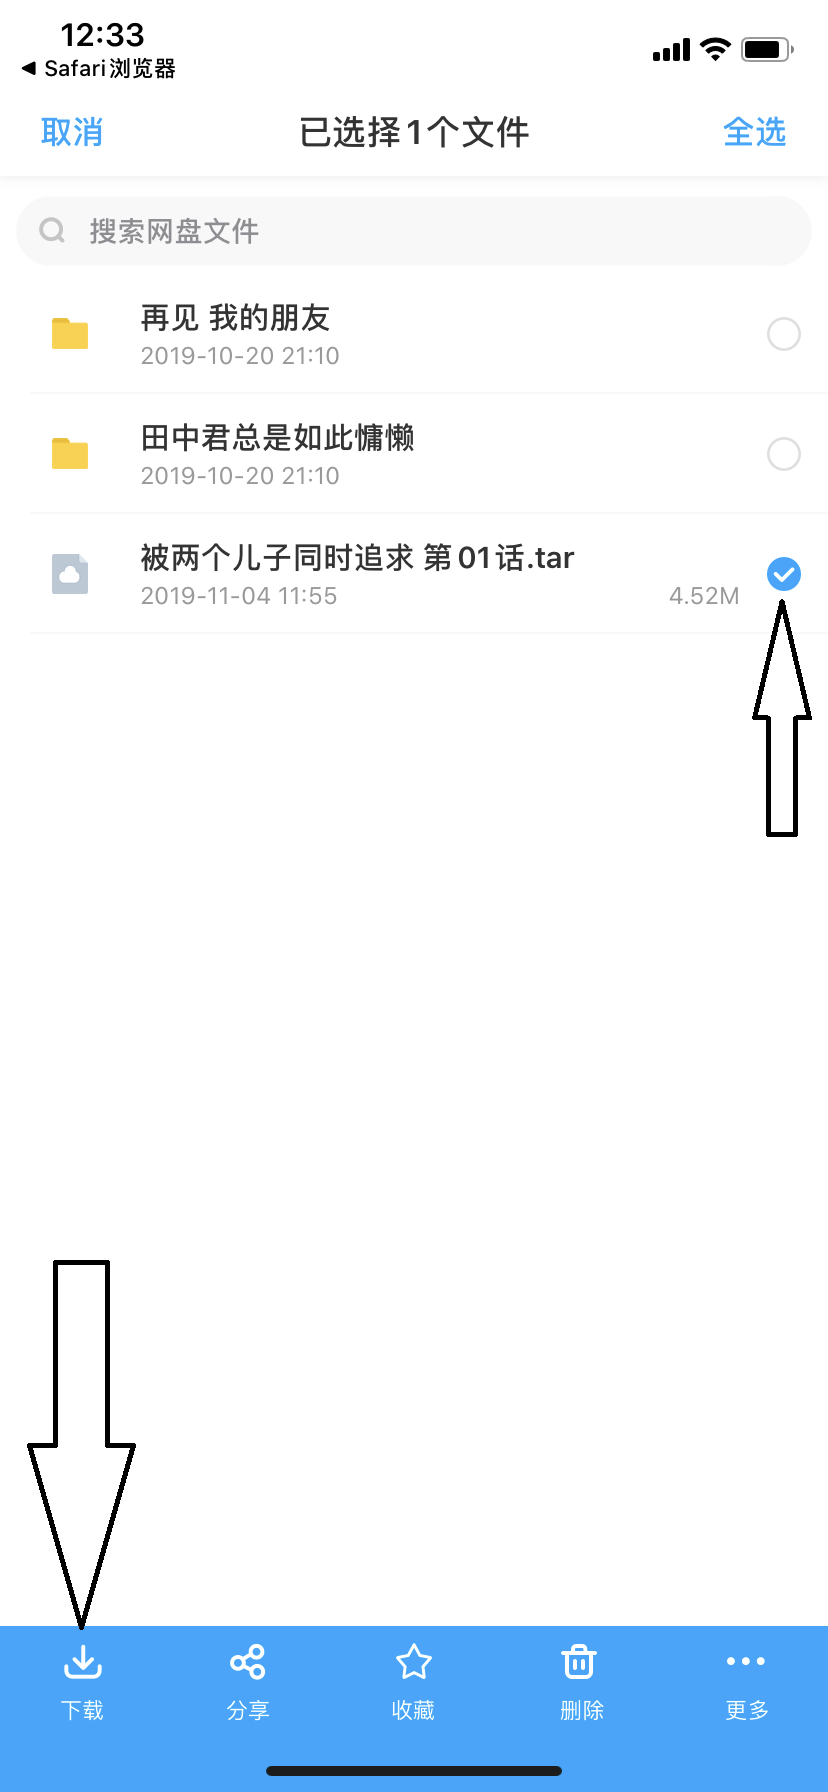 12:33
◀ Safari浏览器
取消 已选择1个文件 全选
搜索网盘文件
再见 我的朋友
2019-10-20 21:10
田中君总是如此慵懒
2019-10-20 21:10
被两个儿子同时追求 第01话.tar
2019-11-04 11:55 4.52M
下载 分享 收藏 删除 更多